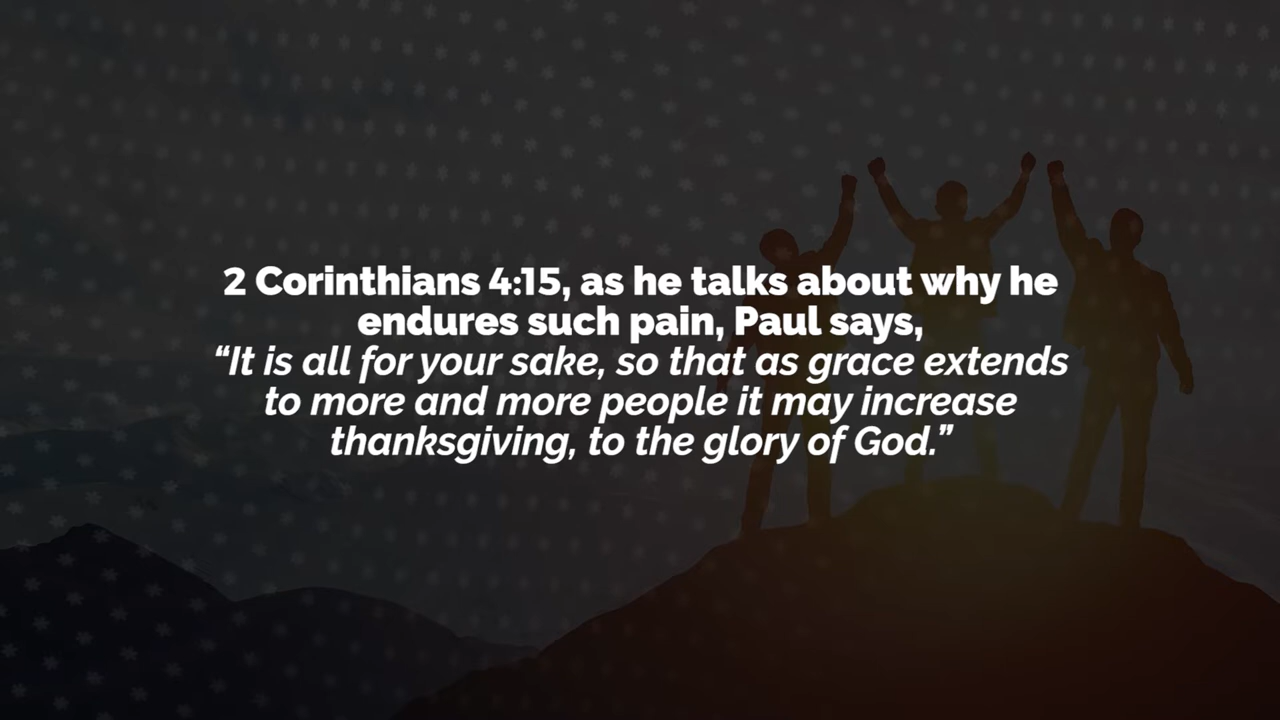 2 Corinthians 4:15, as he talks about why he
endures such pain, Paul says,
“It is all for your sake, so that as grace extends
to more and more people it may increase
thanksgiving, to the glory of God.”